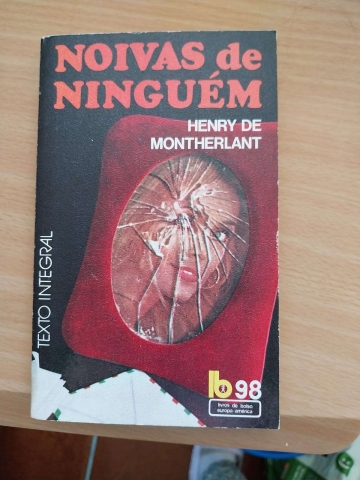 NOIVAS de
NINGUÉM
HENRY DE
MONTHERLANT
TEXTO INTEGRAL
lb 98
livros de bolso
europa-américa